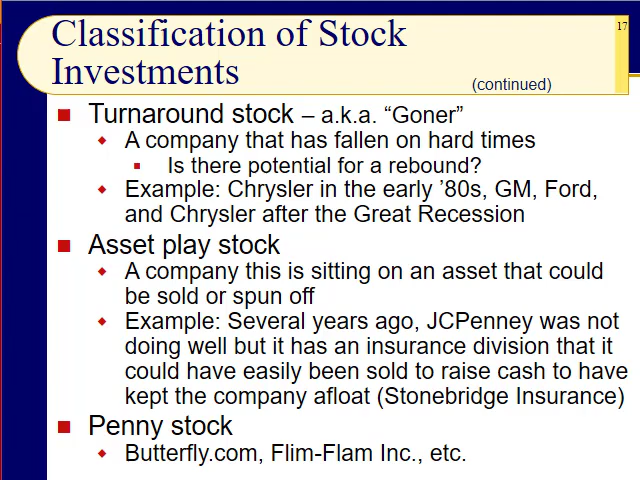 Classification of Stock
Investments
(continued)
17
■ Turnaround stock – a.k.a. “Goner”
◆ A company that has fallen on hard times
■ Is there potential for a rebound?
◆ Example: Chrysler in the early ’80s, GM, Ford,
and Chrysler after the Great Recession
■ Asset play stock
◆ A company this is sitting on an asset that could
be sold or spun off
◆ Example: Several years ago, JCPenney was not
doing well but it has an insurance division that it
could have easily been sold to raise cash to have
kept the company afloat (Stonebridge Insurance)
■ Penny stock
◆ Butterfly.com, Flim-Flam Inc., etc.